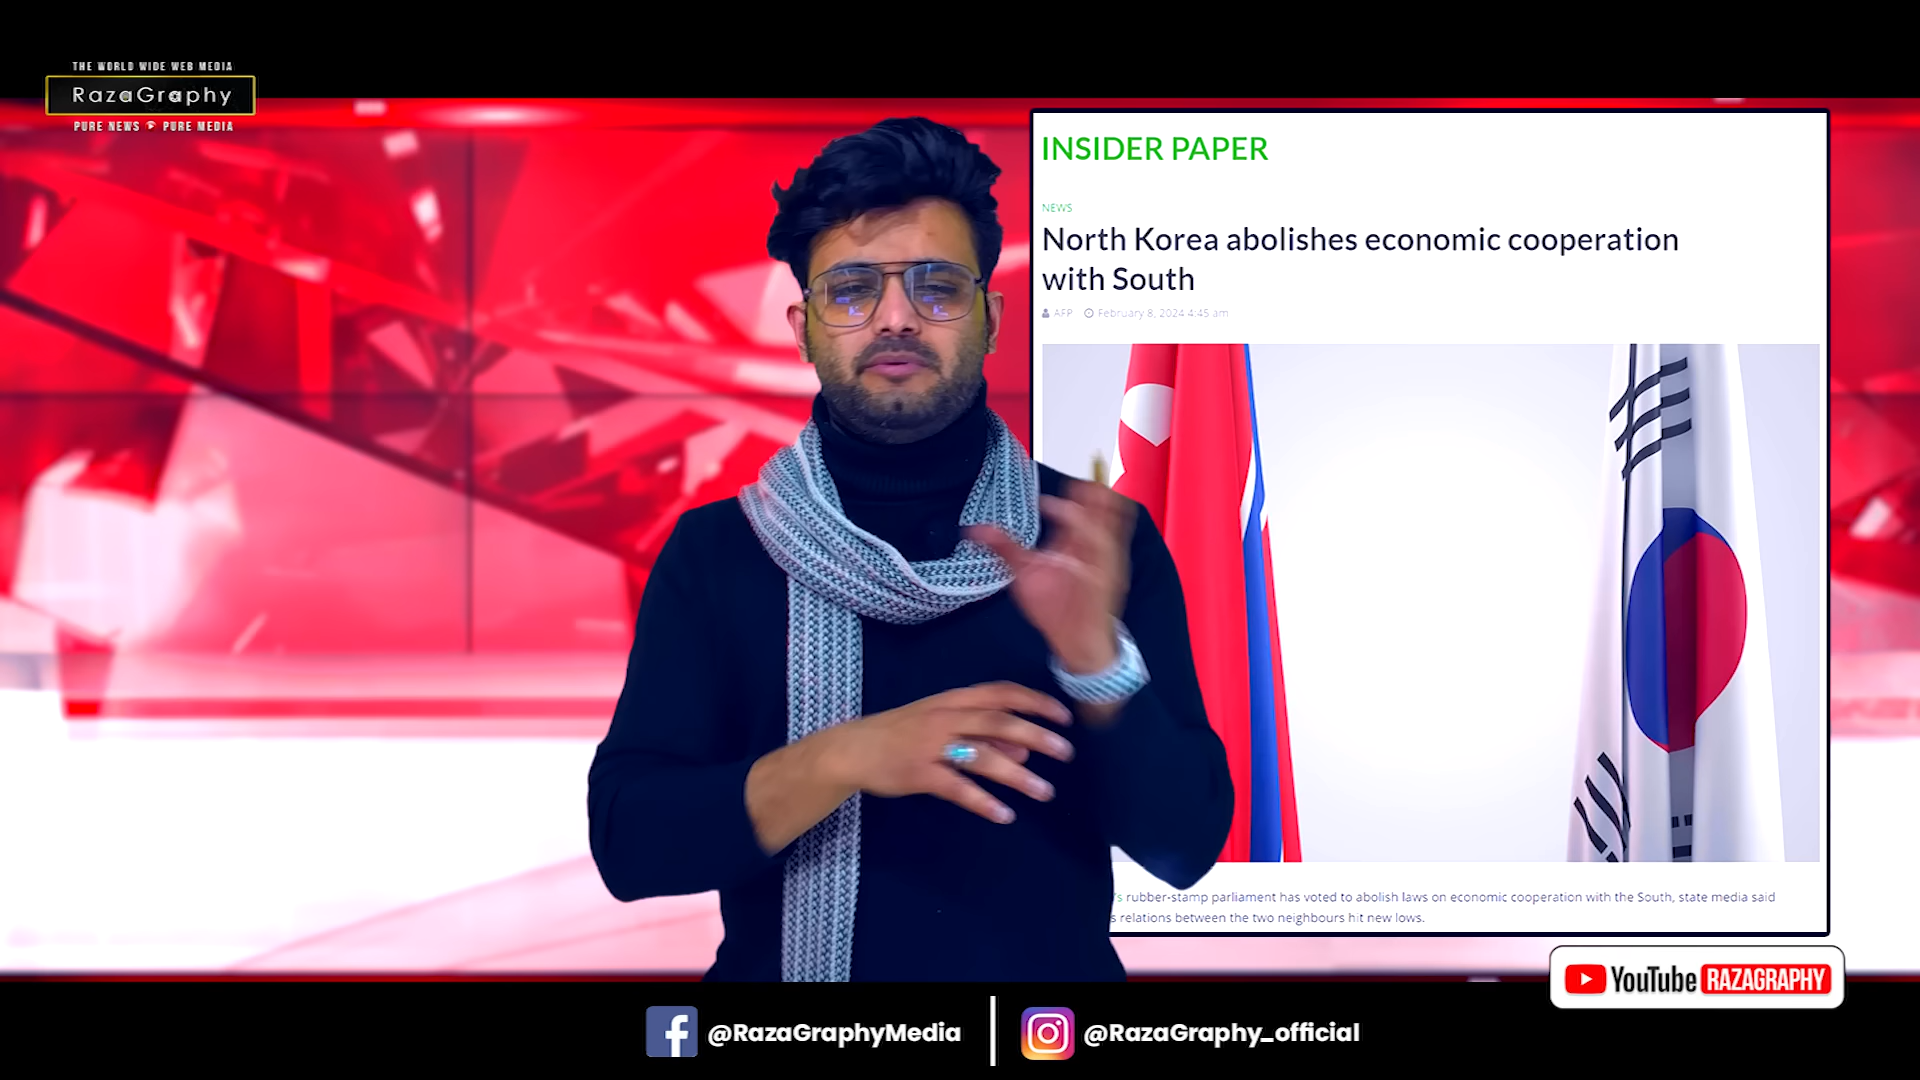 THE WORLD WIDE WEB MEDIA
RazaGraphy
PURE NEWS PURE MEDIA
INSIDER PAPER
NEWS
North Korea abolishes economic cooperation
with South
AFP February 8, 2024 4:45 am
's rubber-stamp parliament has voted to abolish laws on economic cooperation with the South, state media said
s relations between the two neighbours hit new lows.
YouTube RAZAGRAPHY
@RazaGraphyMedia
@RazaGraphy_official